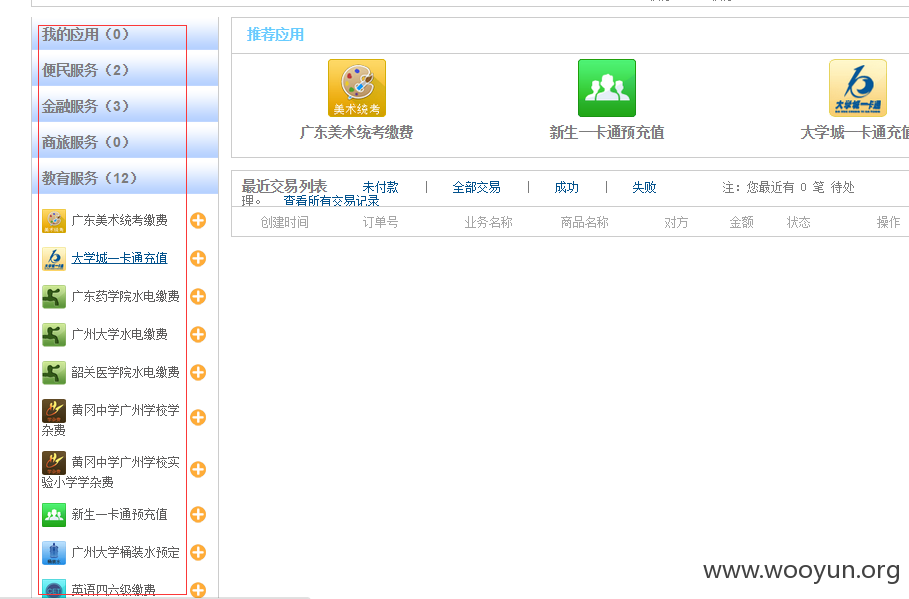 我的应用（0）
便民服务（2）
金融服务（3）
商旅服务（0）
教育服务（12）
广东美术统考缴费
大学城一卡通充值
广东药学院水电缴费
广州大学水电缴费
韶关医学院水电缴费
黄冈中学广州学校学
杂费
黄冈中学广州学校实
验小学学杂费
新生一卡通预充值
广州大学桶装水预定
英语四六级缴费
推荐应用
美术统考
大学城一卡通
广东美术统考缴费
新生一卡通预充值
大学城一卡通充值
最近交易列表 未付款 | 全部交易 | 成功 | 失败 注：您最近有 0 笔 待处
理。 查看所有交易记录
创建时间 订单号 业务名称 商品名称 对方 金额 状态 操作
www.wooyun.org